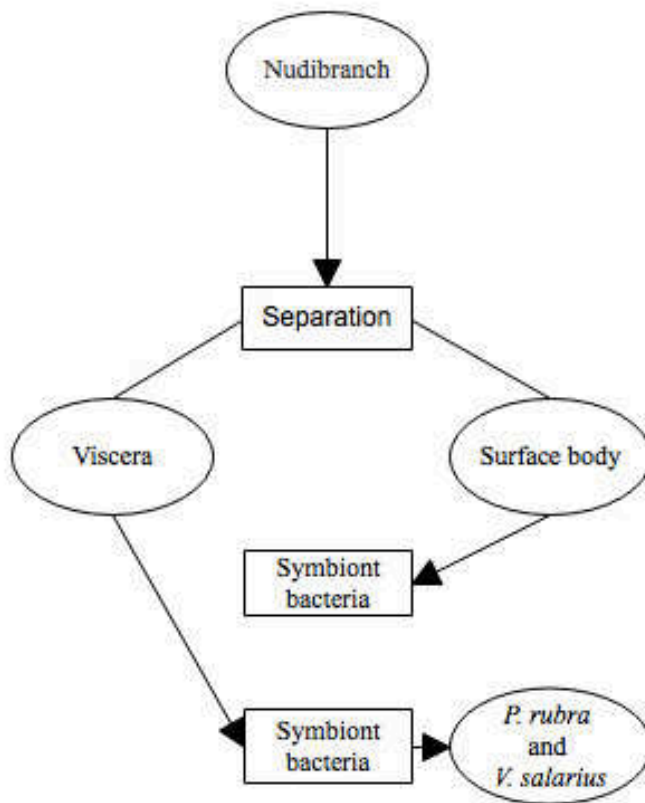 Nudibranch
Separation
Viscera
Surface body
Symbiont
bacteria
Symbiont
bacteria
P. rubra
and
V. salarius